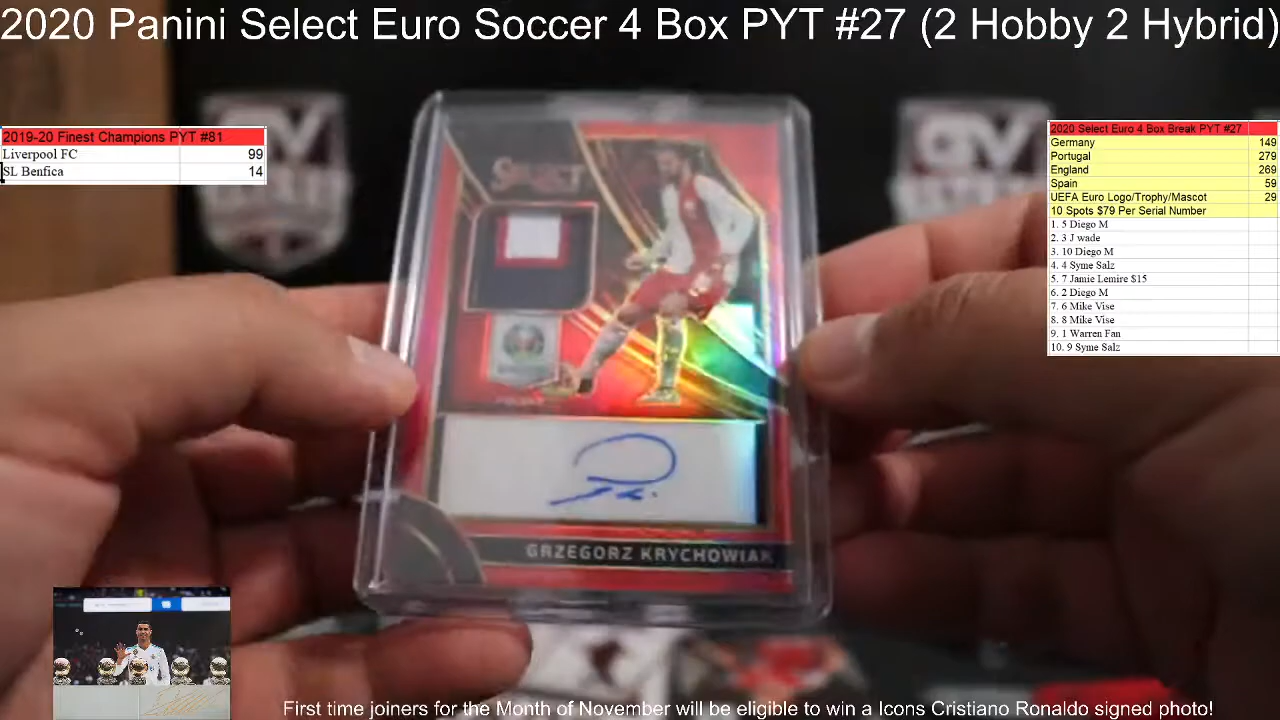 2020 Panini Select Euro Soccer 4 Box PYT #27 (2 Hobby 2 Hybrid)
2019-20 Finest Champions PYT #81
Liverpool FC 99
SL Benfica 14
2020 Select Euro 4 Box Break PYT #27
Germany 149
Portugal 279
England 269
Spain 59
UEFA Euro Logo/Trophy/Mascot 29
10 Spots $79 Per Serial Number
1. 5 Diego M
2. 3 J wade
3. 10 Diego M
4. 4 Syme Salz
5. 7 Jamie Lemire $15
6. 2 Diego M
7. 6 Mike Vise
8. 8 Mike Vise
9. 1 Warren Fan
10. 9 Syme Salz
SELECT
GRZEGORZ KRYCHOWIAK
First time joiners for the Month of November will be eligible to win a Icons Cristiano Ronaldo signed photo!